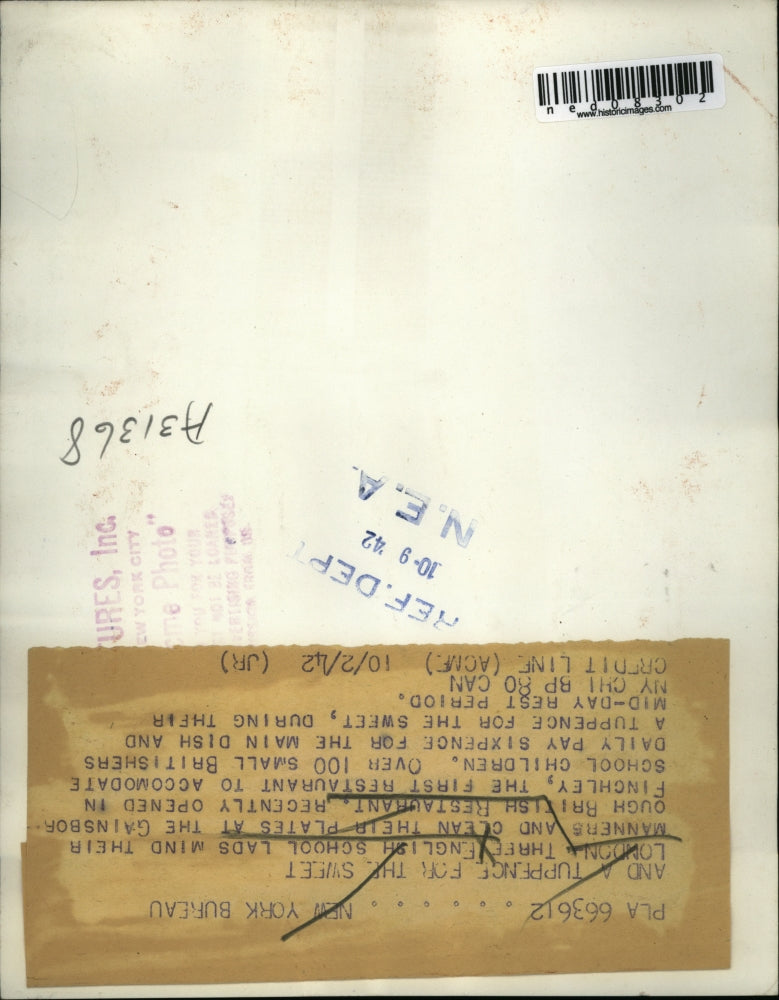 ned08302
www.historicimages.com
A31368
URES, Inc.
EW YORK CITY
me Photo"
REF. DEPT
10-9 '42
N.E.A.
PLA 663612 . . . . . . . NEW YORK BUREAU
AND A TUPPENCE FOR THE SWEET
LONDON-- THREE ENGLISH SCHOOL LADS MIND THEIR
MANNERS AND CLEAN THEIR PLATES AT THE GAINSBOR-
OUGH BRITISH RESTAURANT, RECENTLY OPENED IN
FINCHLEY, THE FIRST RESTAURANT TO ACCOMODATE
SCHOOL CHILDREN. OVER 100 SMALL BRITISHERS
DAILY PAY SIXPENCE FOR THE MAIN DISH AND
A TUPPENCE FOR THE SWEET, DURING THEIR
MID-DAY REST PERIOD.
NY CHI BP 80 CAN
CREDIT LINE (ACME) 10/2/42 (JR)